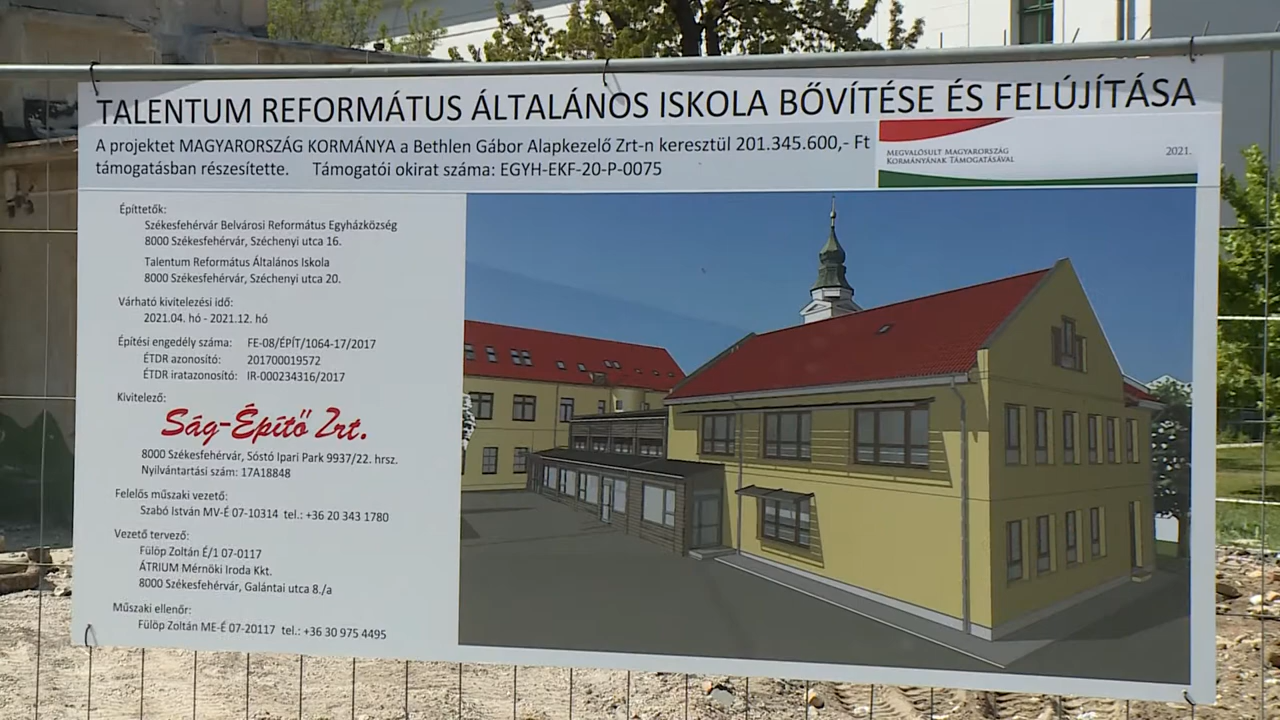 TALENTUM REFORMÁTUS ÁLTALÁNOS ISKOLA BŐVÍTÉSE ÉS FELÚJÍTÁSA
A projektet MAGYARORSZÁG KORMÁNYA a Bethlen Gábor Alapkezelő Zrt-n keresztül 201.345.600,- Ft
támogatásban részesítette. Támogatói okirat száma: EGYH-EKF-20-P-0075
MEGVALÓSULT MAGYARORSZÁG
KORMÁNYÁNAK TÁMOGATÁSÁVAL
2021.
Építtetők:
Székesfehérvár Belvárosi Református Egyházközség
8000 Székesfehérvár, Széchenyi utca 16.
Talentum Református Általános Iskola
8000 Székesfehérvár, Széchenyi utca 20.
Várható kivitelezési idő:
2021.04. hó - 2021.12. hó
Építési engedély száma: FE-08/ÉPÍT/1064-17/2017
ÉTDR azonosító: 201700019572
ÉTDR iratazonosító: IR-000234316/2017
Kivitelező:
Ság-Építő Zrt.
8000 Székesfehérvár, Sóstó Ipari Park 9937/22. hrsz.
Nyilvántartási szám: 17A18848
Felelős műszaki vezető:
Szabó István MV-É 07-10314 tel.: +36 20 343 1780
Vezető tervező:
Fülöp Zoltán É/1 07-0117
ÁTRIUM Mérnöki Iroda Kkt.
8000 Székesfehérvár, Galántai utca 8./a
Műszaki ellenőr:
Fülöp Zoltán ME-É 07-20117 tel.: +36 30 975 4495